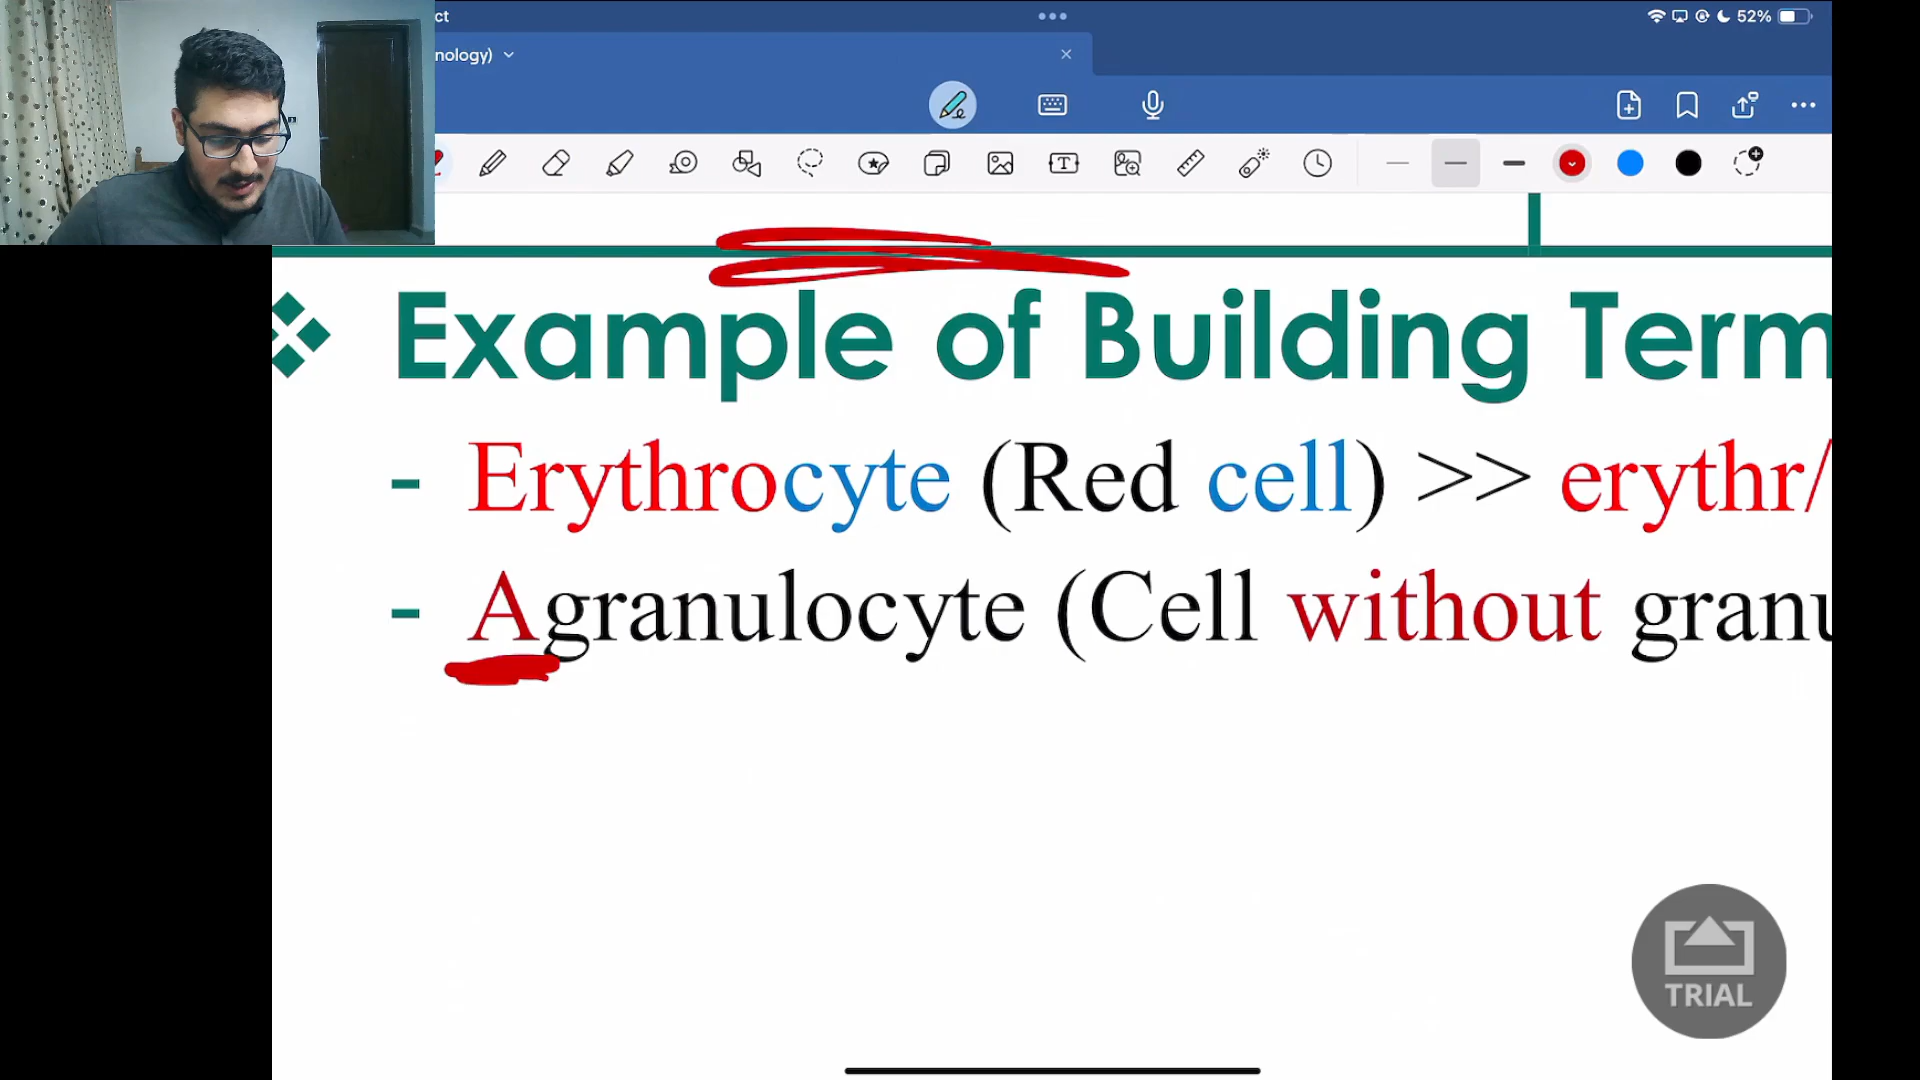 ct
52%
nology)
Example of Building Term
- Erythrocyte (Red cell) >> erythr/
- Agranulocyte (Cell without granu
TRIAL